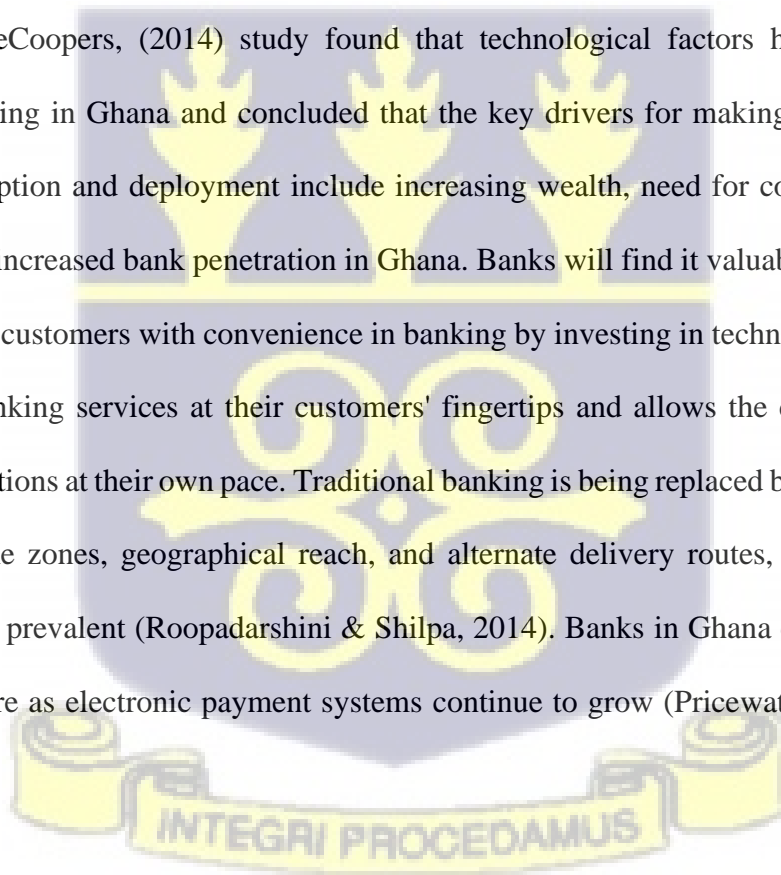 eCoopers, (2014) study found that technological factors h
ing in Ghana and concluded that the key drivers for making
ption and deployment include increasing wealth, need for co
increased bank penetration in Ghana. Banks will find it valuab
customers with convenience in banking by investing in techn
nking services at their customers' fingertips and allows the
tions at their own pace. Traditional banking is being replaced b
e zones, geographical reach, and alternate delivery routes,
prevalent (Roopadarshini & Shilpa, 2014). Banks in Ghana
re as electronic payment systems continue to grow (Pricewat
INTEGRI PROCEDAMUS